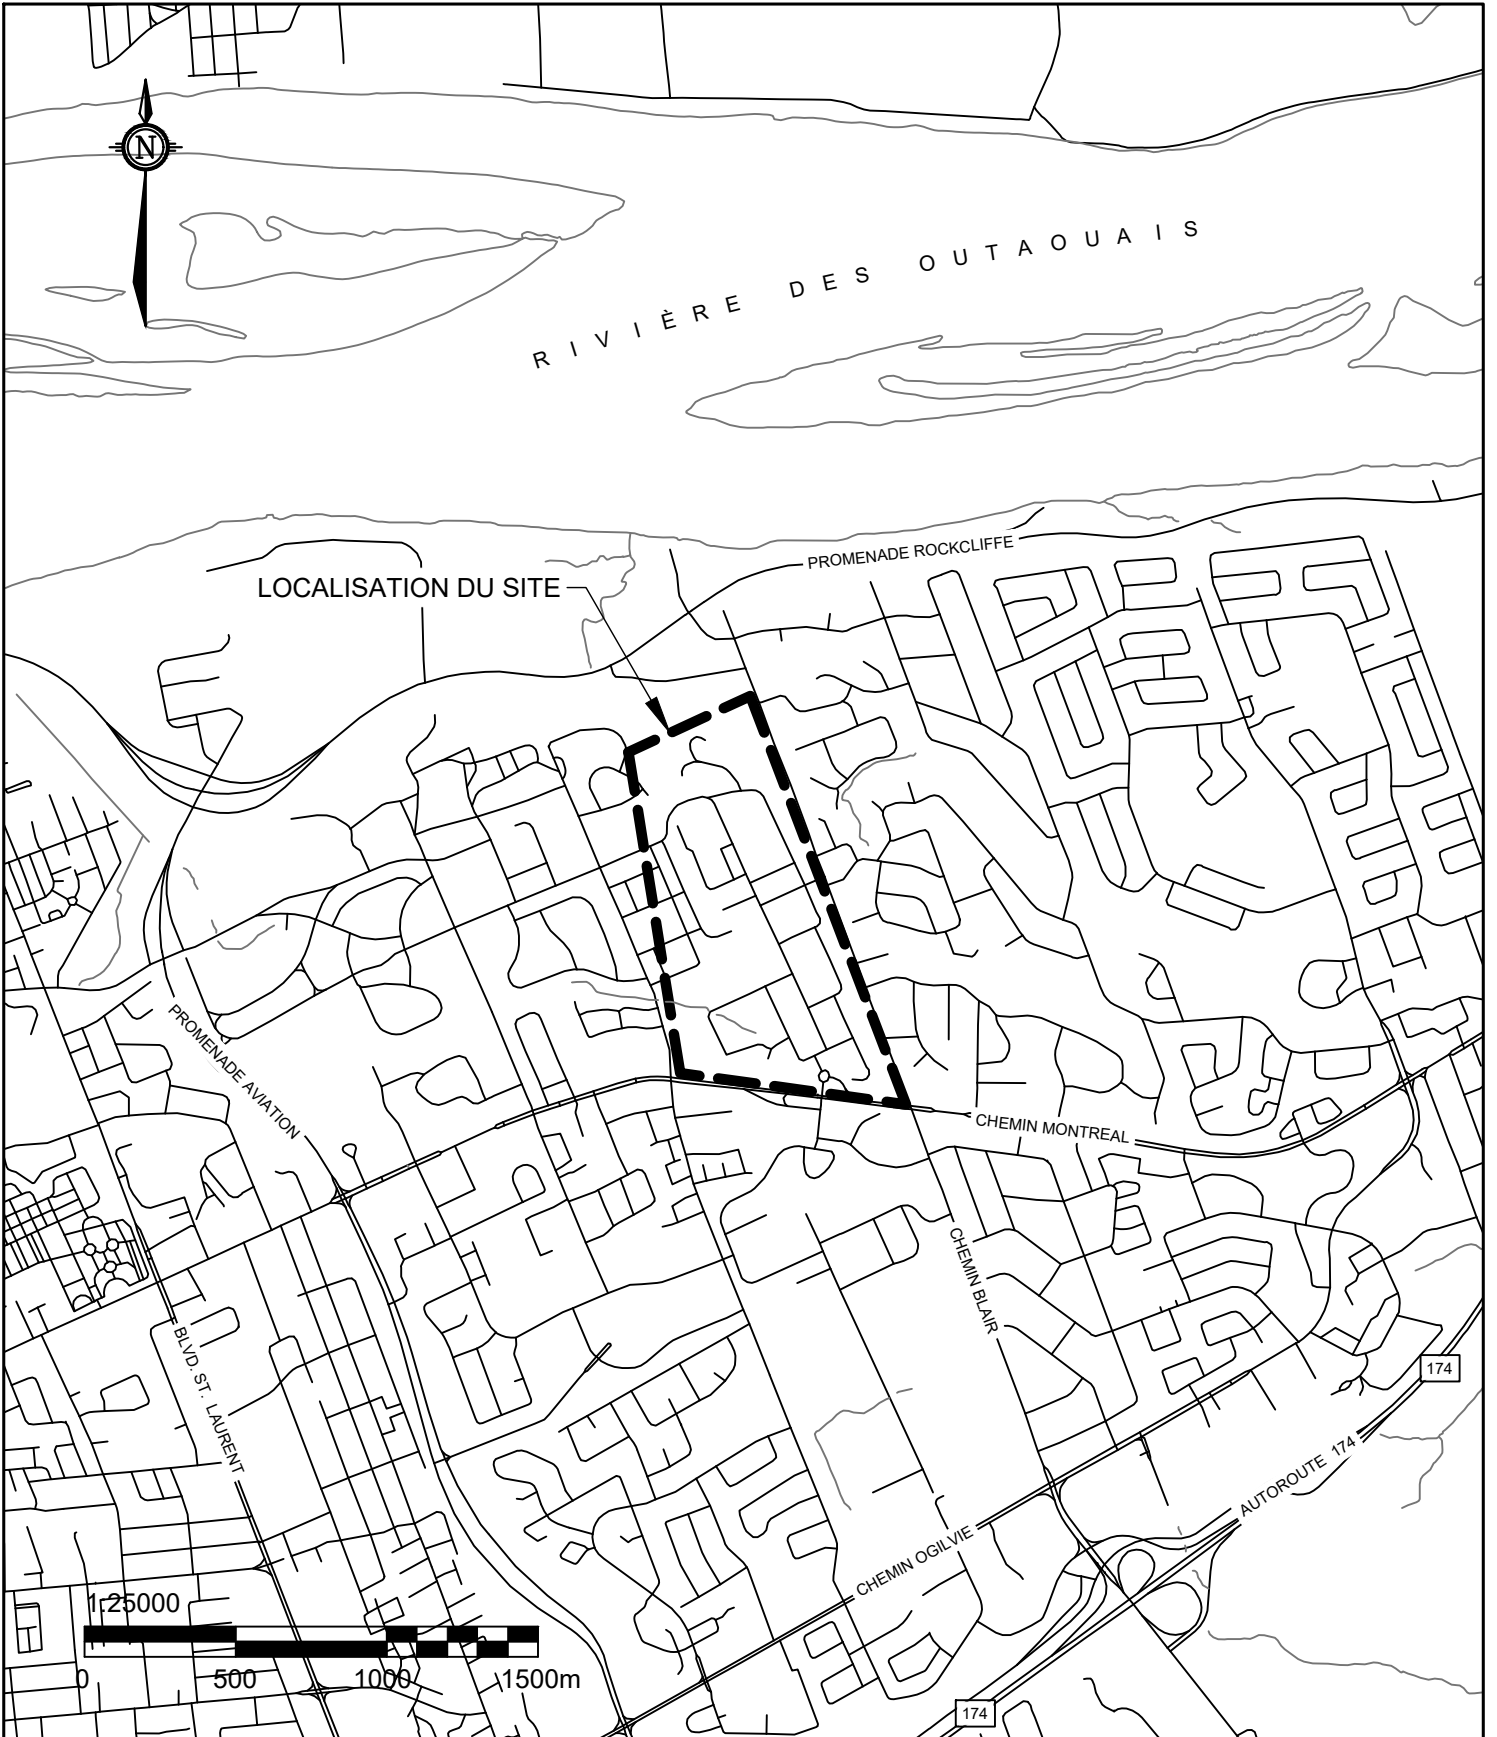 N
RIVIÈRE DES OUTAOUAIS
PROMENADE ROCKCLIFFE
LOCALISATION DU SITE
PROMENADE AVIATION
CHEMIN MONTREAL
CHEMIN BLAIR
BLVD. ST. LAURENT
174
AUTOROUTE 174
CHEMIN OGILVIE
1:25000
0 500 1000 1500m
174